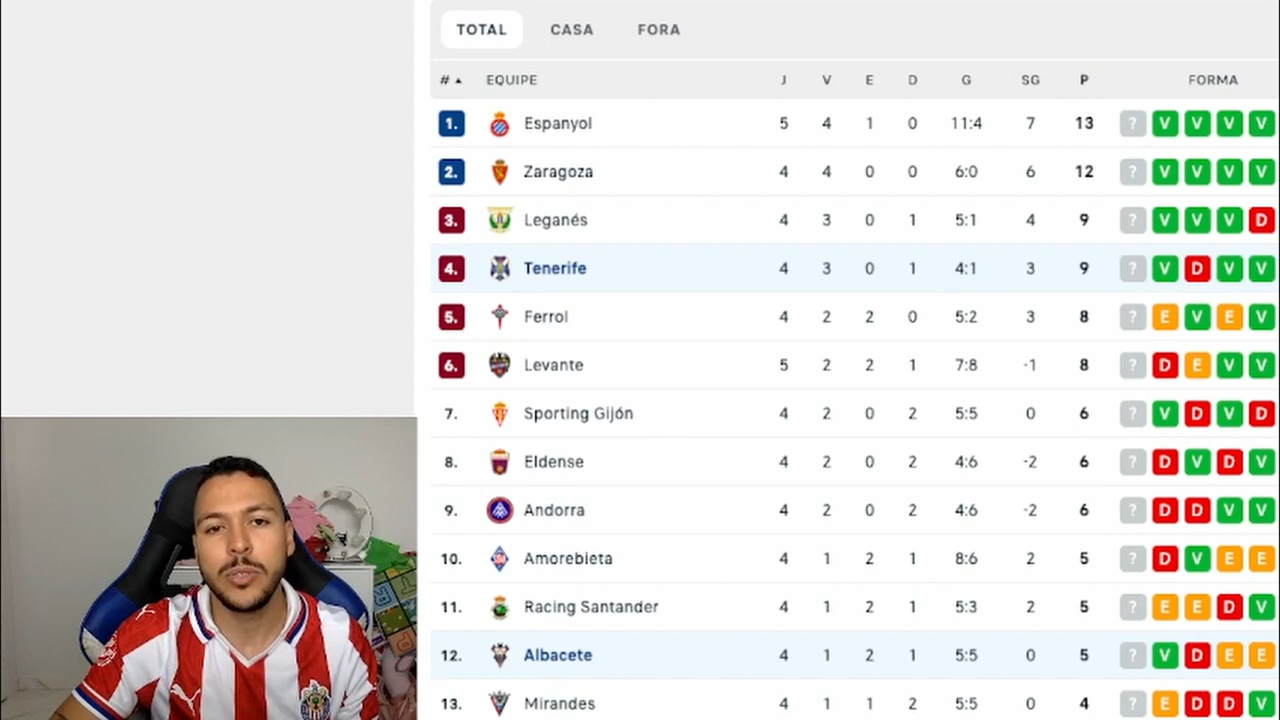 TOTAL CASA FORA
# EQUIPE J V E D G SG P FORMA
1. Espanyol 5 4 1 0 11:4 7 13 ? V V V V
2. Zaragoza 4 4 0 0 6:0 6 12 ? V V V V
3. Leganés 4 3 0 1 5:1 4 9 ? V V V D
4. Tenerife 4 3 0 1 4:1 3 9 ? V D V V
5. Ferrol 4 2 2 0 5:2 3 8 ? E V E V
6. Levante 5 2 2 1 7:8 -1 8 ? D E V V
7. Sporting Gijón 4 2 0 2 5:5 0 6 ? V D V D
8. Eldense 4 2 0 2 4:6 -2 6 ? D V D V
9. Andorra 4 2 0 2 4:6 -2 6 ? D D V V
10. Amorebieta 4 1 2 1 8:6 2 5 ? D V E E
11. Racing Santander 4 1 2 1 5:3 2 5 ? E E D V
12. Albacete 4 1 2 1 5:5 0 5 ? V D E E
13. Mirandes 4 1 1 2 5:5 0 4 ? E D D V